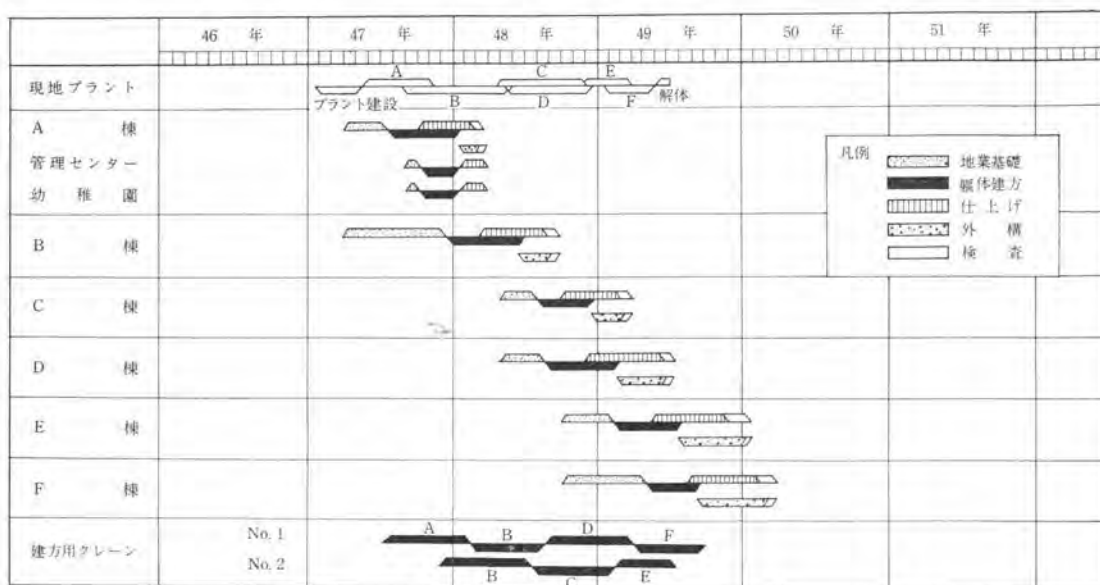 46 年 47 年 48 年 49 年 50 年 51 年
現地プラント
A C E
プラント建設 B D F 解体
A 棟
管理センター
幼稚園
B 棟
C 棟
D 棟
E 棟
F 棟
建方用クレーン
No. 1 A B D F
No. 2 B C E
凡例
地業基礎
躯体建方
仕上げ
外構
検査